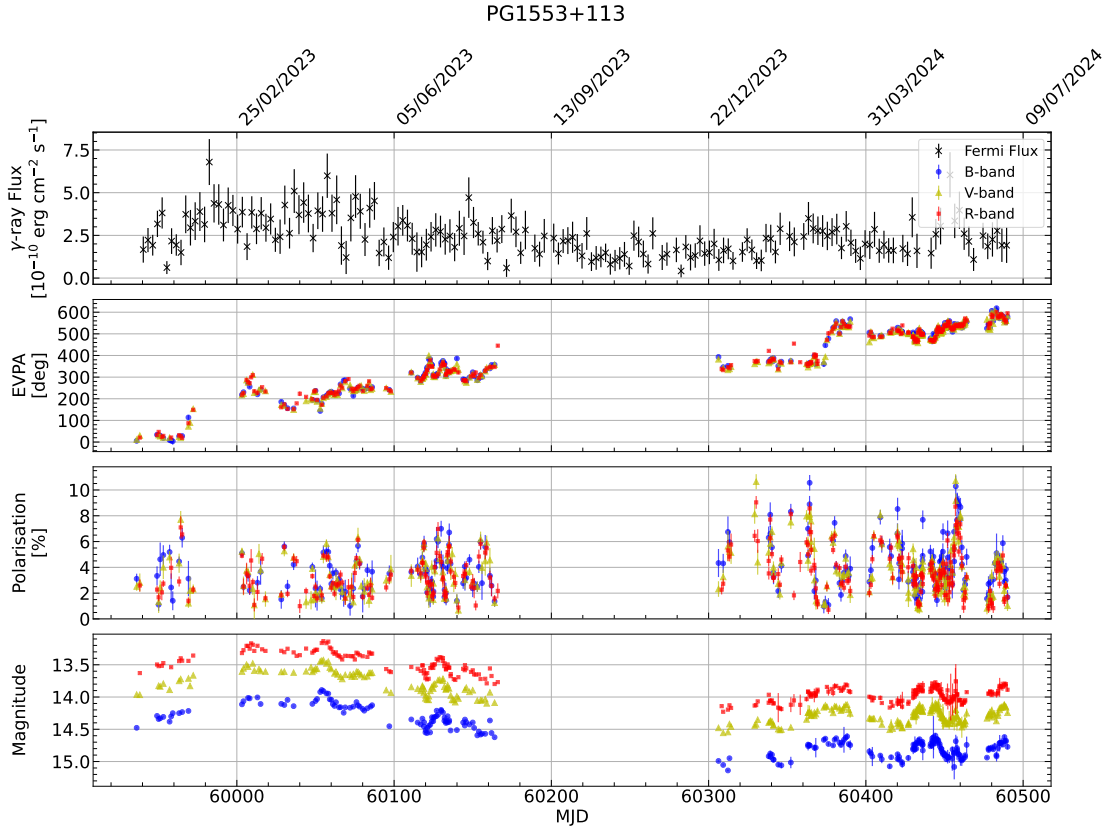 PG1553+113
25/02/2023
05/06/2023
13/09/2023
22/12/2023
31/03/2024
09/07/2024
γ-ray Flux
[10⁻¹⁰ erg cm⁻² s⁻¹]
7.5
5.0
2.5
0.0
Fermi Flux
B-band
V-band
R-band
EVPA
[deg]
600
500
400
300
200
100
0
Polarisation
[%]
10
8
6
4
2
0
Magnitude
13.5
14.0
14.5
15.0
60000
60100
60200
60300
60400
60500
MJD